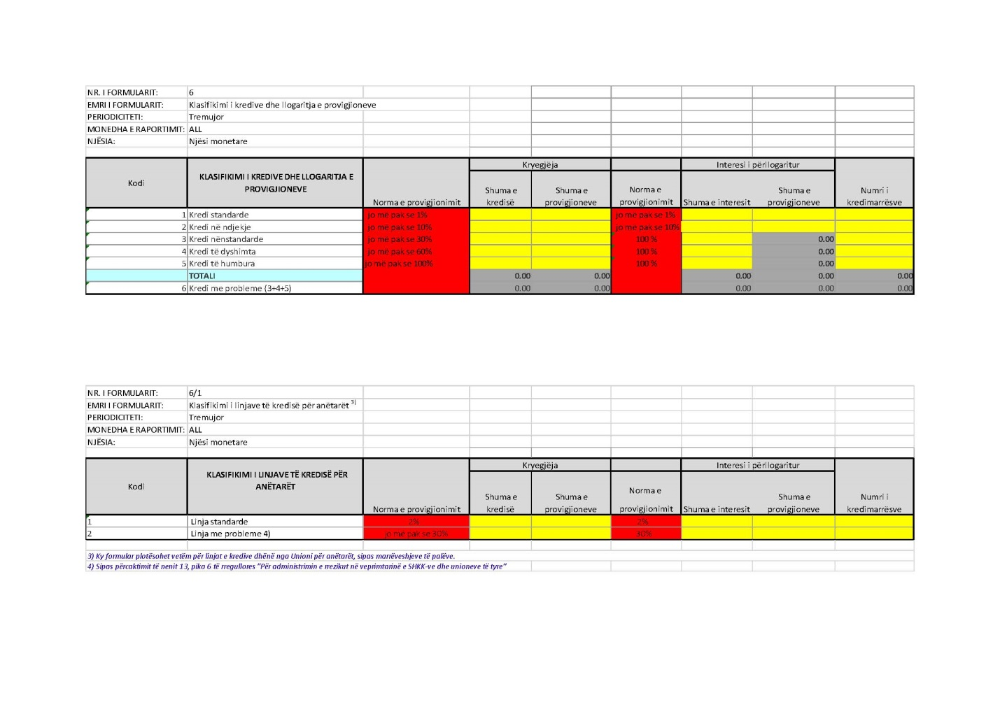 NR. I FORMULARIT: 6
EMRI I FORMULARIT: Klasifikimi i kredive dhe llogaritja e provigjioneve
PERIODICITETI: Tremujor
MONEDHA E RAPORTIMIT: ALL
NJËSIA: Njësi monetare
Kryegjëja Interesi i përllogaritur
Kodi KLASIFIKIMI I KREDIVE DHE LLOGARITJA E
PROVIGJIONEVE
Norma e provigjionimit Shuma e
kredisë Shuma e
provigjioneve Norma e
provigjionimit Shuma e interesit Shuma e
provigjioneve Numri i
kredimarrësve
1 Kredi standarde jo më pak se 1% jo më pak se 1%
2 Kredi në ndjekje jo më pak se 10% jo më pak se 10%
3 Kredi nënstandarde jo më pak se 30% 100 % 0.00
4 Kredi të dyshimta jo më pak se 60% 100 % 0.00
5 Kredi të humbura jo më pak se 100% 100 % 0.00
TOTALI 0.00 0.00 0.00 0.00 0.00
6 Kredi me probleme (3+4+5) 0.00 0.00 0.00 0.00 0.00
NR. I FORMULARIT: 6/1
EMRI I FORMULARIT: Klasifikimi i linjave të kredisë për anëtarët 3)
PERIODICITETI: Tremujor
MONEDHA E RAPORTIMIT: ALL
NJËSIA: Njësi monetare
Kryegjëja Interesi i përllogaritur
Kodi KLASIFIKIMI I LINJAVE TË KREDISË PËR
ANËTARËT
Norma e provigjionimit Shuma e
kredisë Shuma e
provigjioneve Norma e
provigjionimit Shuma e interesit Shuma e
provigjioneve Numri i
kredimarrësve
1 Linja standarde 2% 2%
2 Linja me probleme 4) jo më pak se 30% 30%
3) Ky formular plotësohet vetëm për linjat e kredive dhënë nga Unioni për anëtarët, sipas marrëveshjeve të palëve.
4) Sipas përcaktimit të nenit 13, pika 6 të rregullores "Për administrimin e rrezikut në veprimtarinë e SHKK-ve dhe unioneve të tyre"